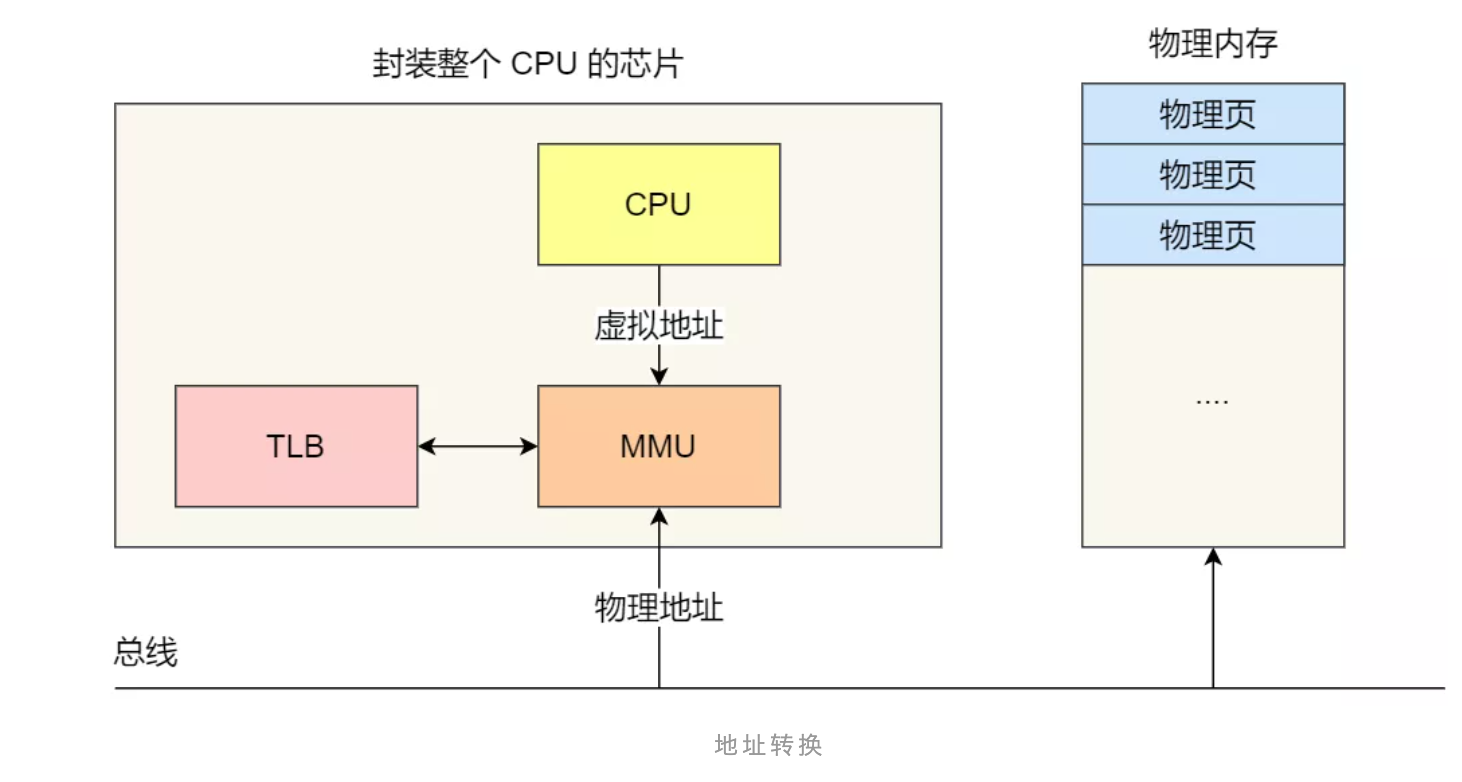 封装整个 CPU 的芯片
物理内存
物理页
物理页
物理页
CPU
虚拟地址
TLB
MMU
....
物理地址
总线
地址转换